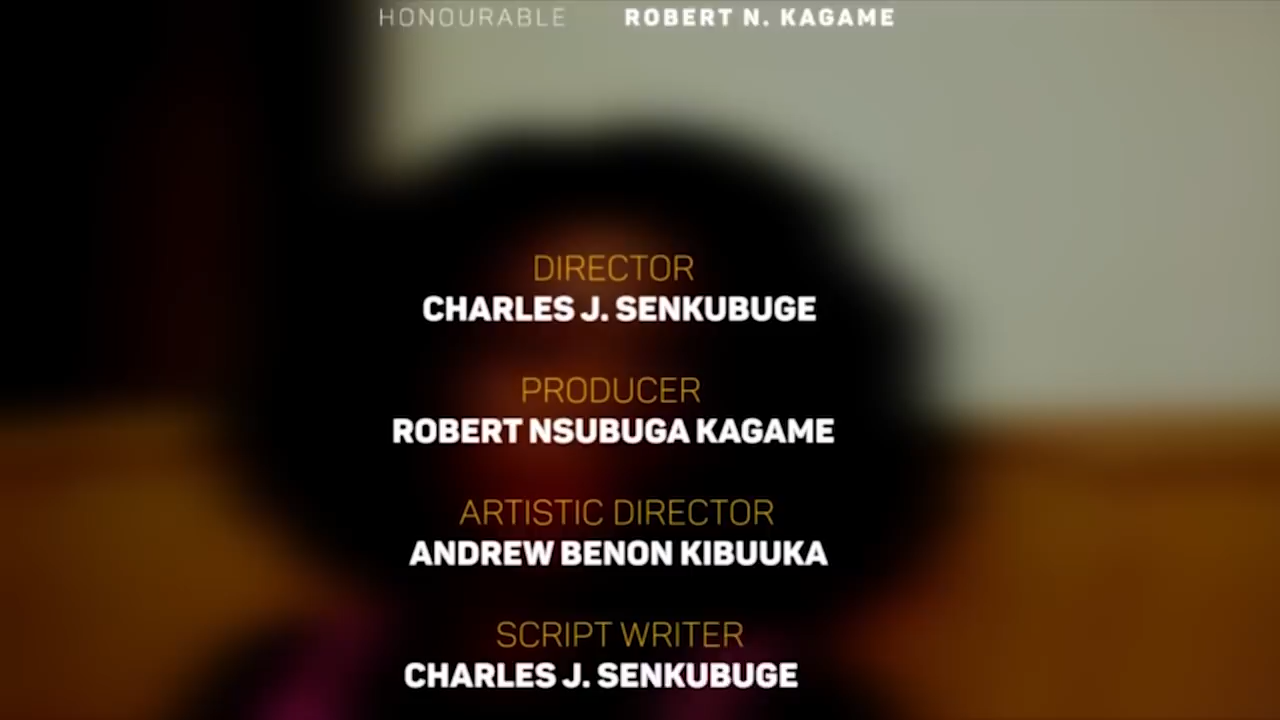 HONOURABLE ROBERT N. KAGAME
DIRECTOR
CHARLES J. SENKUBUGE
PRODUCER
ROBERT NSUBUGA KAGAME
ARTISTIC DIRECTOR
ANDREW BENON KIBUUKA
SCRIPT WRITER
CHARLES J. SENKUBUGE